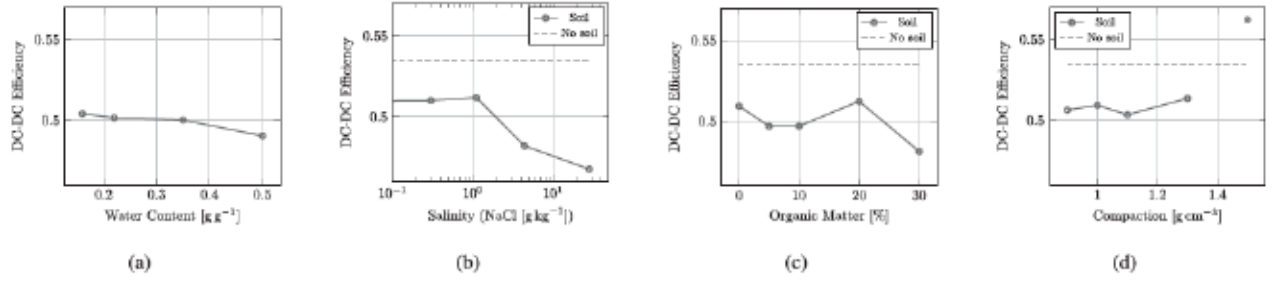 0.55
0.5
DC-DC Efficiency
0.2 0.3 0.4 0.5
Water Content [g g⁻¹]
(a)
Soil
No soil
0.55
0.5
DC-DC Efficiency
10⁻¹ 10⁰ 10¹
Salinity (NaCl [g kg⁻¹])
(b)
Soil
No soil
0.55
0.5
DC-DC Efficiency
0 10 20 30
Organic Matter [%]
(c)
Soil
No soil
0.55
0.5
DC-DC Efficiency
1 1.2 1.4
Compaction [g cm⁻³]
(d)